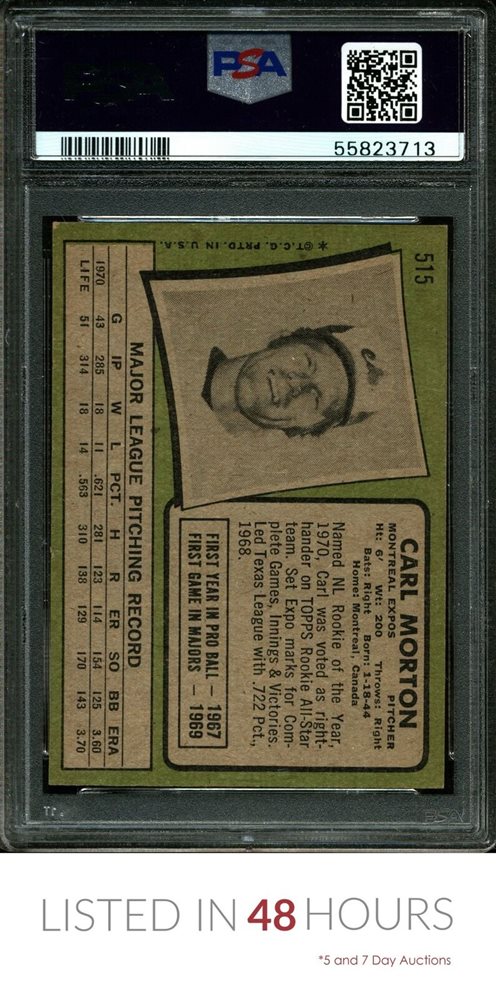 PSA
55823713
515
CARL MORTON
MONTREAL EXPOS PITCHER
Ht: 6' Wt: 200 Throws: Right
Bats: Right Born: 1-18-44
Home: Montreal, Canada
Named NL Rookie of the Year,
1970, Carl was voted as right-
hander on TOPPS Rookie All-Star
team. Set Expo marks for Com-
plete Games, Innings & Victories.
Led Texas League with .722 Pct.,
1968.
FIRST YEAR IN PRO BALL — 1967
FIRST GAME IN MAJORS — 1969
MAJOR LEAGUE PITCHING RECORD
G IP W L PCT. H R ER SO BB ERA
1970 43 285 18 11 .621 281 123 114 154 125 3.60
LIFE 51 314 18 14 .563 310 138 129 170 143 3.70
* © T.C.G. PRTD. IN U.S.A.
LISTED IN 48 HOURS
*5 and 7 Day Auctions